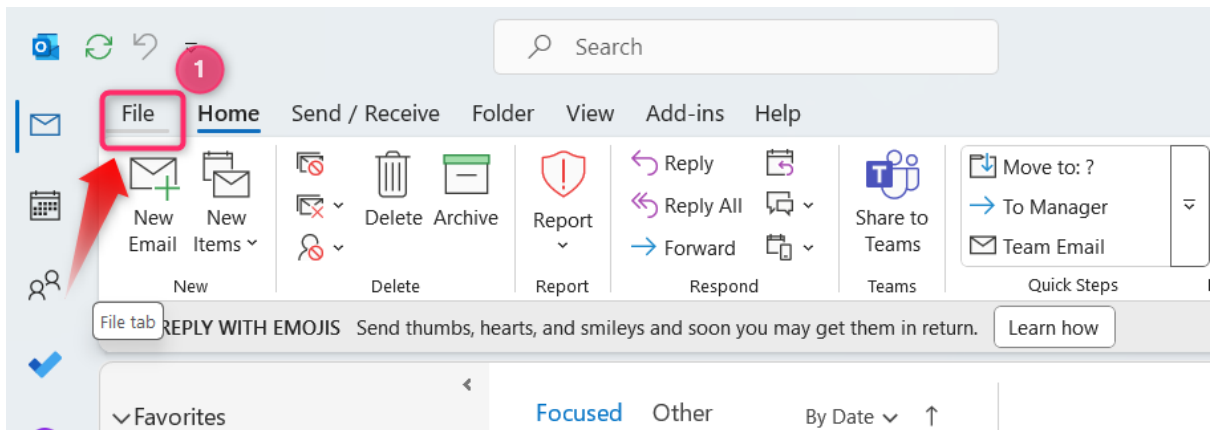 Search
1
File Home Send / Receive Folder View Add-ins Help
New Email
New Items
Delete
Archive
Report
Reply
Reply All
Forward
Share to Teams
Move to: ?
To Manager
Team Email
New Delete Report Respond Teams Quick Steps
File tab
REPLY WITH EMOJIS Send thumbs, hearts, and smileys and soon you may get them in return. Learn how
Favorites
Focused Other By Date